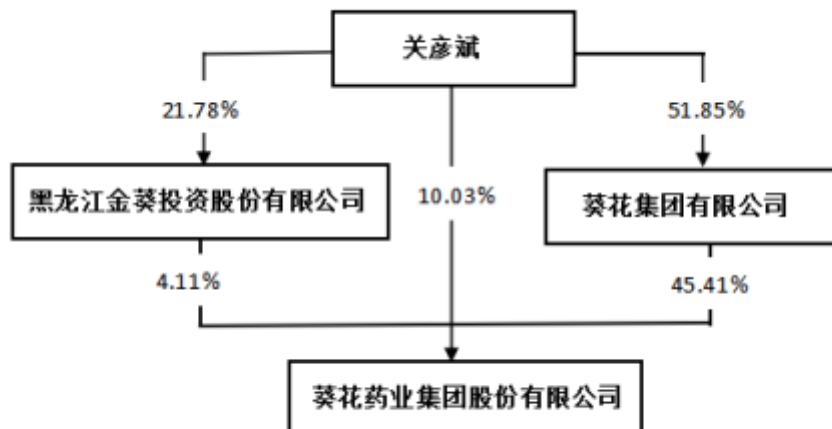 关彦斌
21.78%
51.85%
黑龙江金葵投资股份有限公司
10.03%
葵花集团有限公司
4.11%
45.41%
葵花药业集团股份有限公司